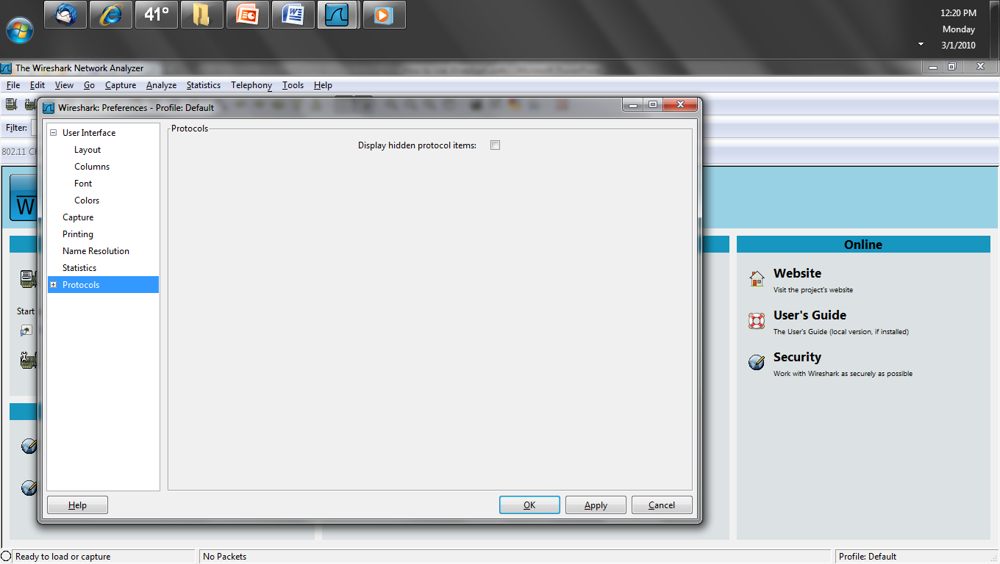 41°
12:20 PM
Monday
3/1/2010
The Wireshark Network Analyzer
File Edit View Go Capture Analyze Statistics Telephony Tools Help
Wireshark: Preferences - Profile: Default
Filter:
802.11
User Interface
Layout
Columns
Font
Colors
Capture
Printing
Name Resolution
Statistics
Protocols
Protocols
Display hidden protocol items:
Help
OK
Apply
Cancel
W
Start
Online
Website
Visit the project's website
User's Guide
The User's Guide (local version, if installed)
Security
Work with Wireshark as securely as possible
Ready to load or capture
No Packets
Profile: Default